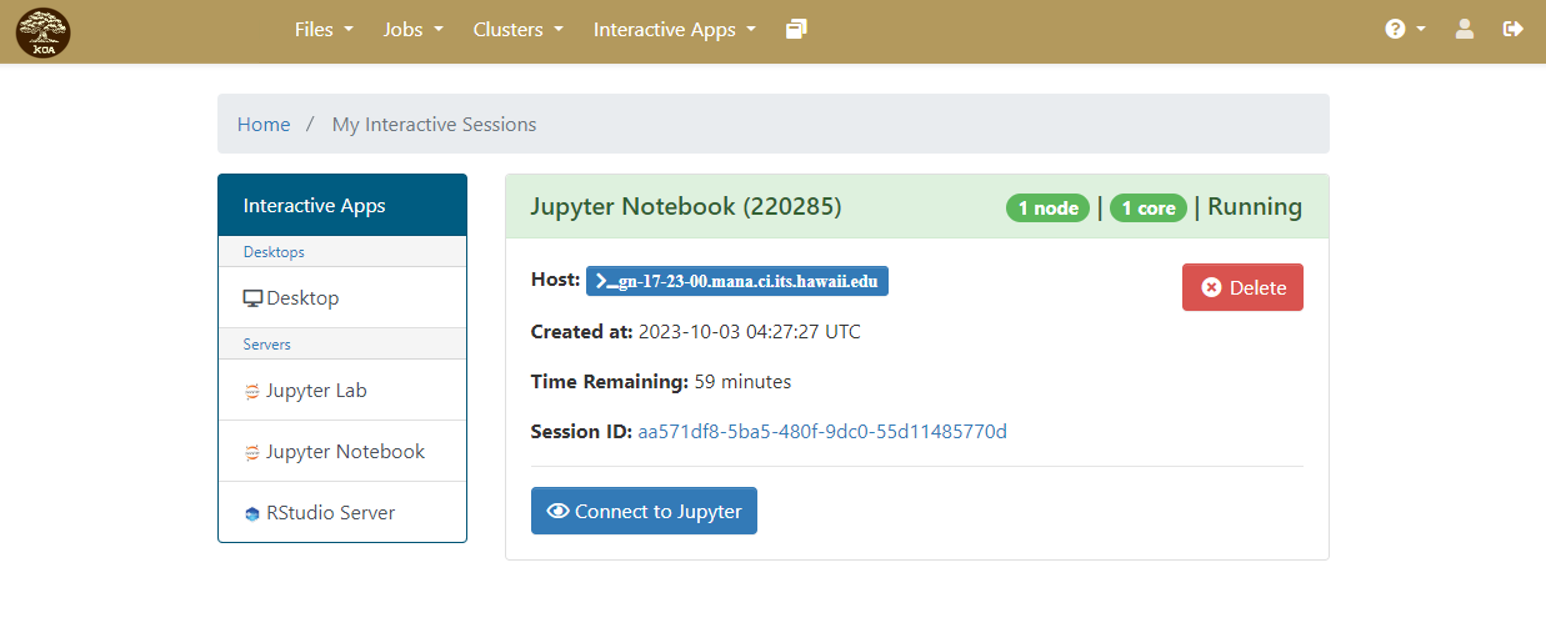 KOA
Files Jobs Clusters Interactive Apps
Home / My Interactive Sessions
Interactive Apps
Desktops
Desktop
Servers
Jupyter Lab
Jupyter Notebook
RStudio Server
Jupyter Notebook (220285) 1 node | 1 core | Running
Host: >_gn-17-23-00.mana.ci.its.hawaii.edu
Delete
Created at: 2023-10-03 04:27:27 UTC
Time Remaining: 59 minutes
Session ID: aa571df8-5ba5-480f-9dc0-55d11485770d
Connect to Jupyter